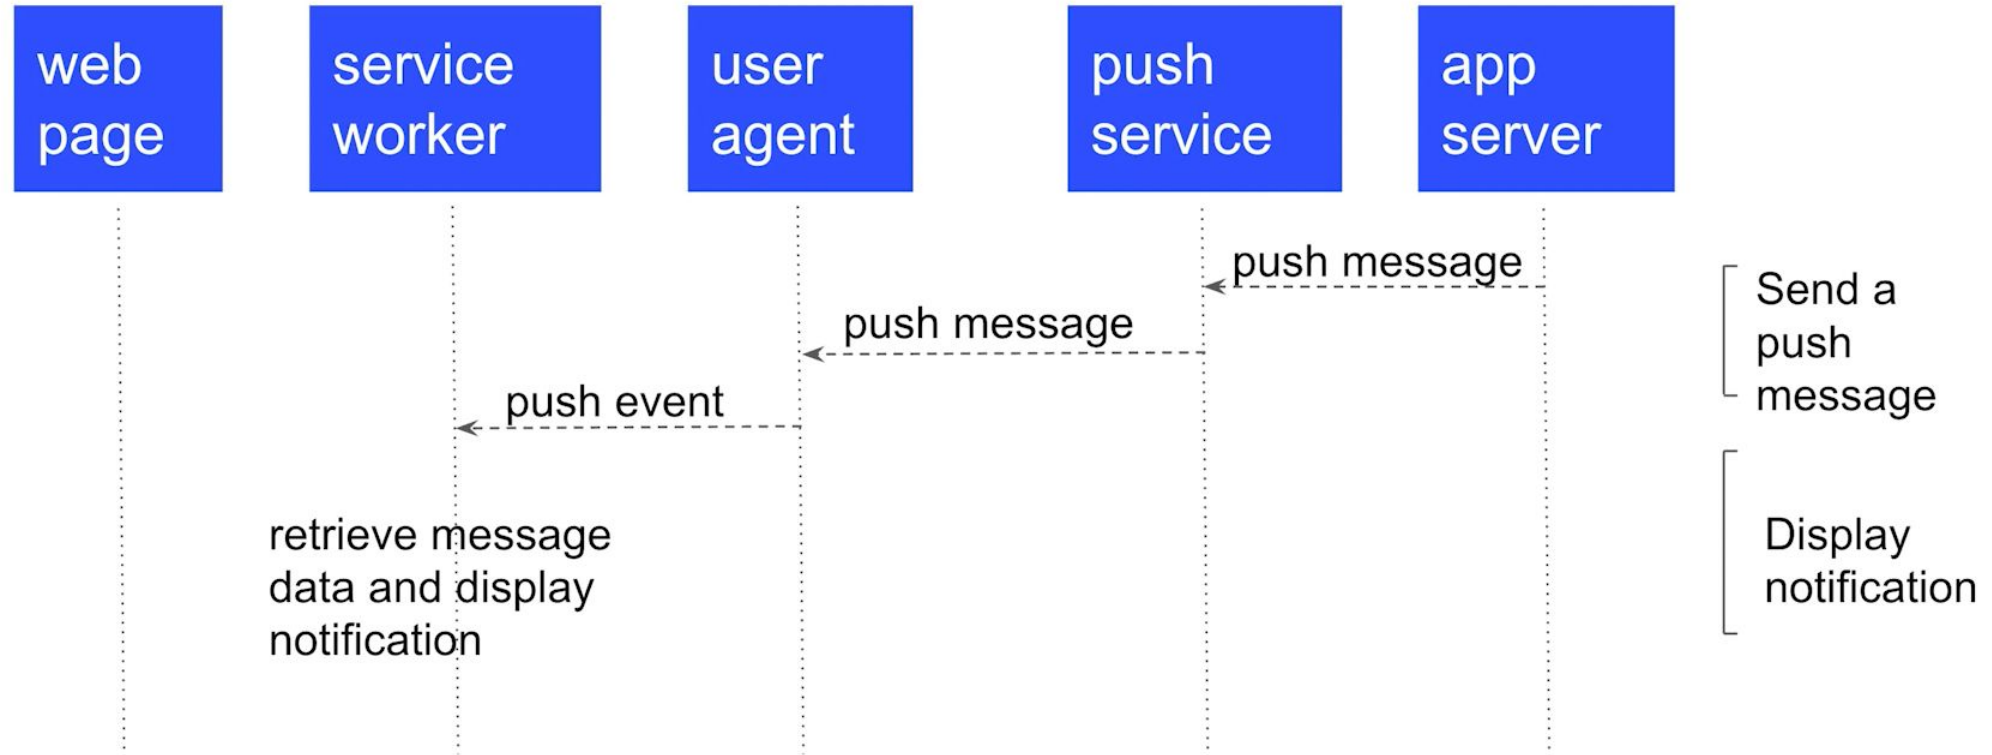 web
page
service
worker
user
agent
push
service
app
server
push message
push message
push event
Send a
push
message
retrieve message
data and display
notification
Display
notification